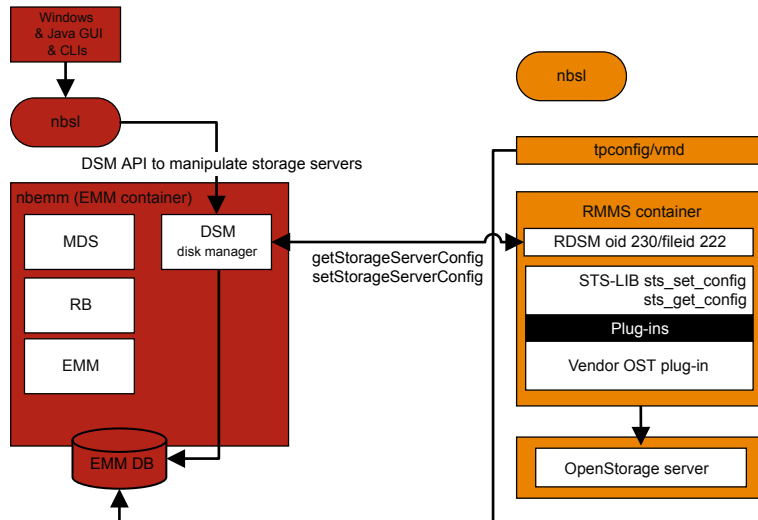 Windows
& Java GUI
& CLIs
nbsl
nbsl
DSM API to manipulate storage servers
tpconfig/vmd
nbemm (EMM container)
MDS
RB
EMM
DSM
disk manager
EMM DB
getStorageServerConfig
setStorageServerConfig
RMMS container
RDSM oid 230/fileid 222
STS-LIB sts_set_config
sts_get_config
Plug-ins
Vendor OST plug-in
OpenStorage server